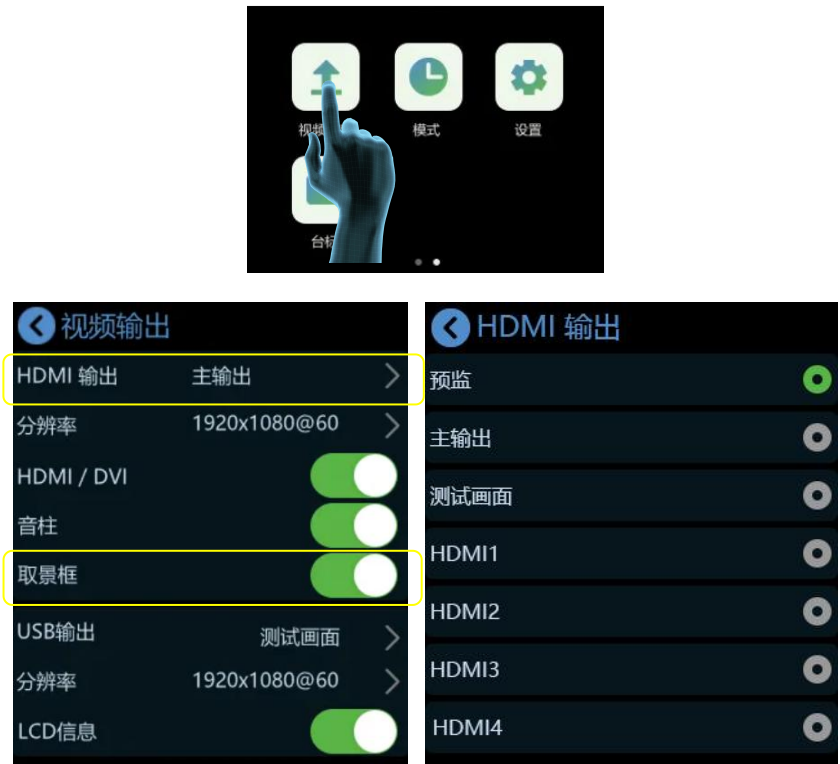 视频
模式
设置
台标
视频输出
HDMI 输出 主输出
分辨率 1920x1080@60
HDMI / DVI
音柱
取景框
USB输出 测试画面
分辨率 1920x1080@60
LCD信息
HDMI 输出
预监
主输出
测试画面
HDMI1
HDMI2
HDMI3
HDMI4